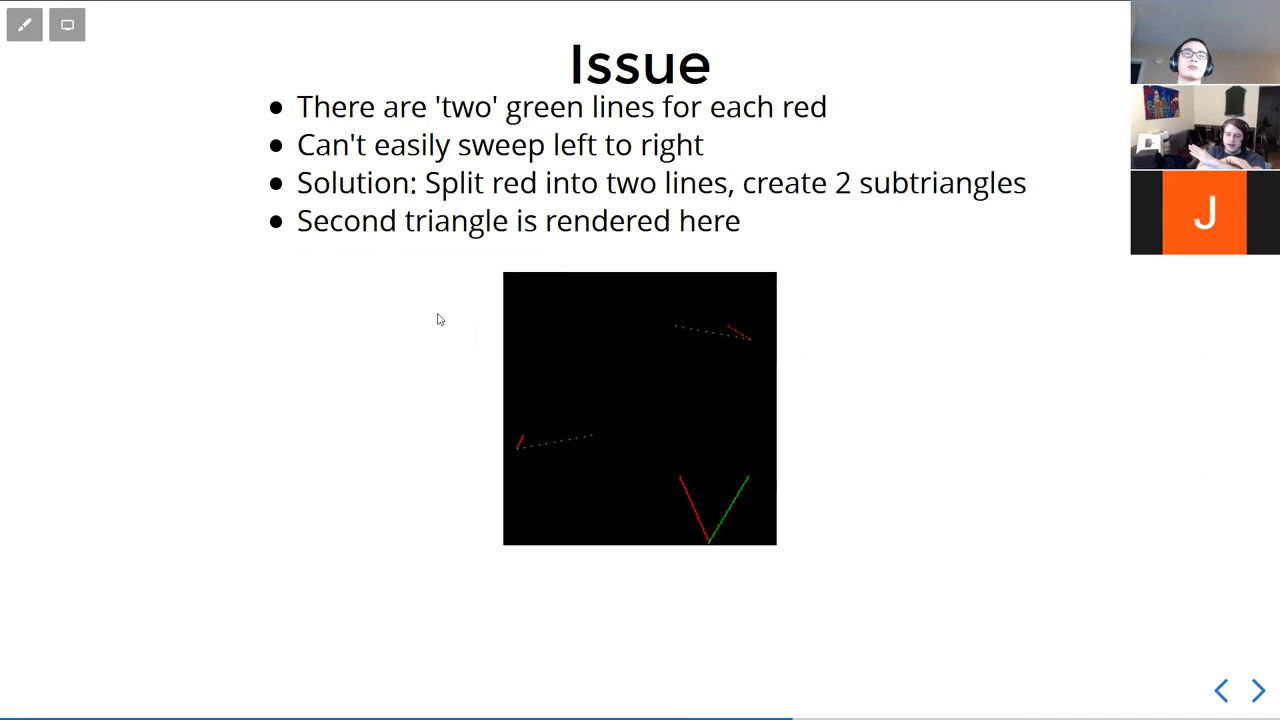 Issue
• There are 'two' green lines for each red
• Can't easily sweep left to right
• Solution: Split red into two lines, create 2 subtriangles
• Second triangle is rendered here
J